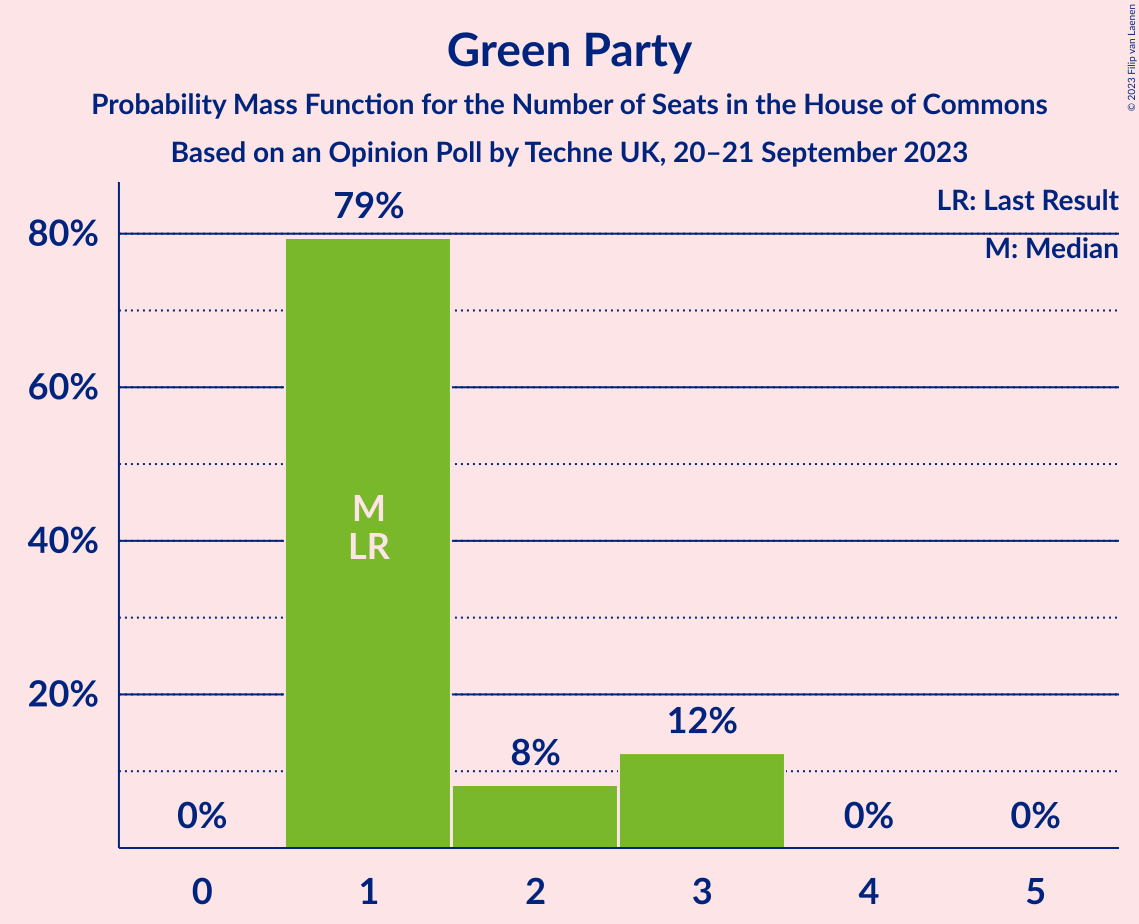 Green Party
Probability Mass Function for the Number of Seats in the House of Commons
Based on an Opinion Poll by Techne UK, 20–21 September 2023
© 2023 Filip van Laenen
LR: Last Result
M: Median
79%
80%
60%
40%
20%
M
LR
8%
12%
0%
0%
0%
0
1
2
3
4
5